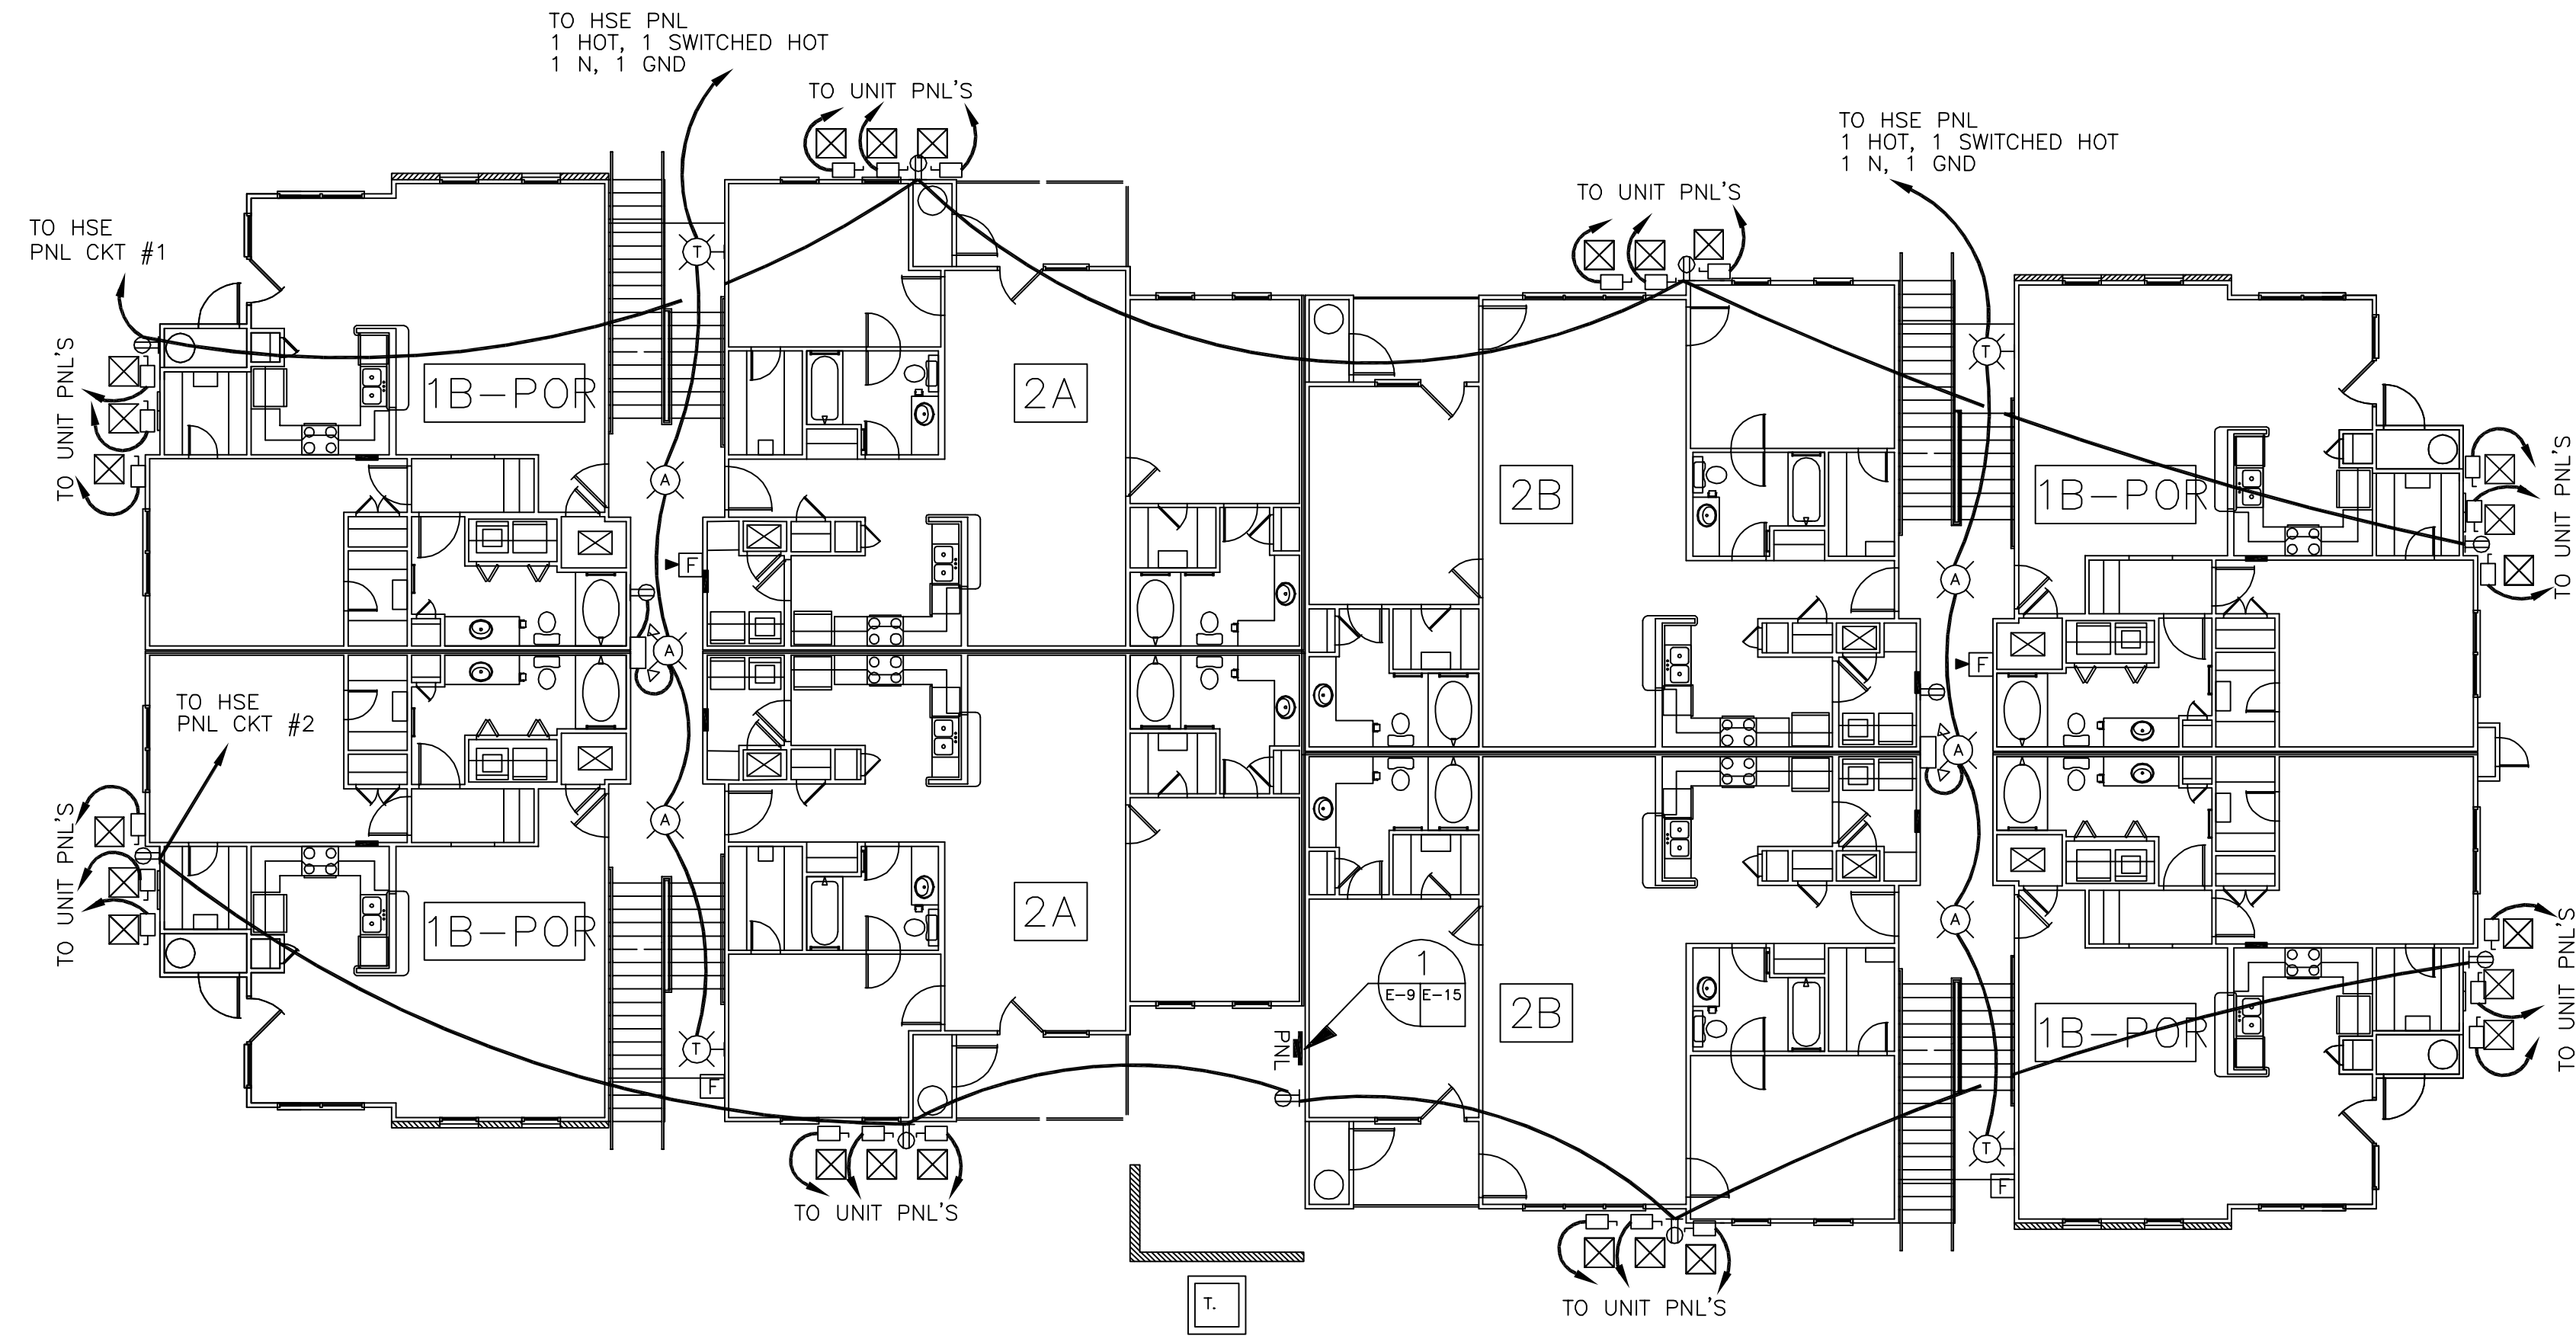 TO HSE PNL
1 HOT, 1 SWITCHED HOT
1 N, 1 GND
TO UNIT PNL'S
TO HSE PNL
1 HOT, 1 SWITCHED HOT
1 N, 1 GND
TO UNIT PNL'S
TO HSE
PNL CKT #1
T
T
TO UNIT PNL'S
1B-POR
2A
2B
1B-POR
TO UNIT PNL'S
A
A
F
F
A
A
TO HSE
PNL CKT #2
TO UNIT PNL'S
A
A
1B-POR
2A
1
E-9 E-15
2B
1B-POR
TO UNIT PNL'S
PNL
T
F
T
F
TO UNIT PNL'S
T.
TO UNIT PNL'S